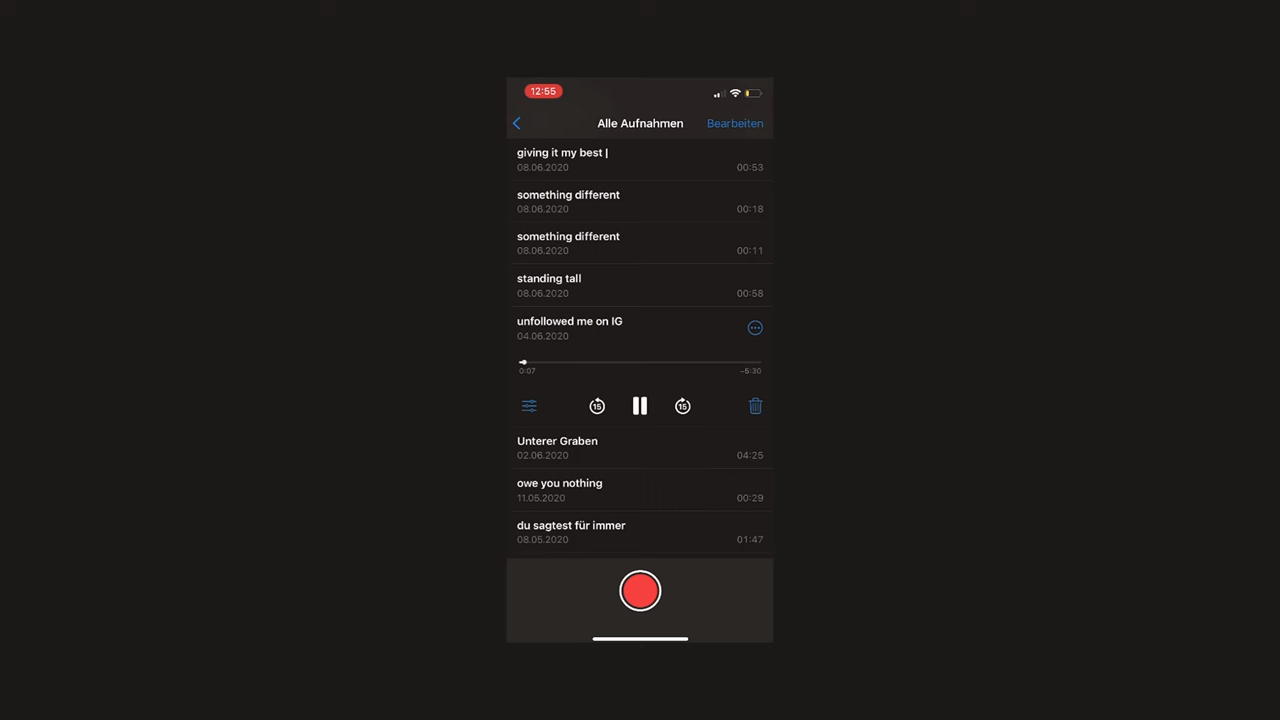 12:55
Alle Aufnahmen
Bearbeiten
giving it my best |
08.06.2020
00:53
something different
08.06.2020
00:18
something different
08.06.2020
00:11
standing tall
08.06.2020
00:58
unfollowed me on IG
04.06.2020
0:07
-5:30
15
15
Unterer Graben
02.06.2020
04:25
owe you nothing
11.05.2020
00:29
du sagtest für immer
08.05.2020
01:47